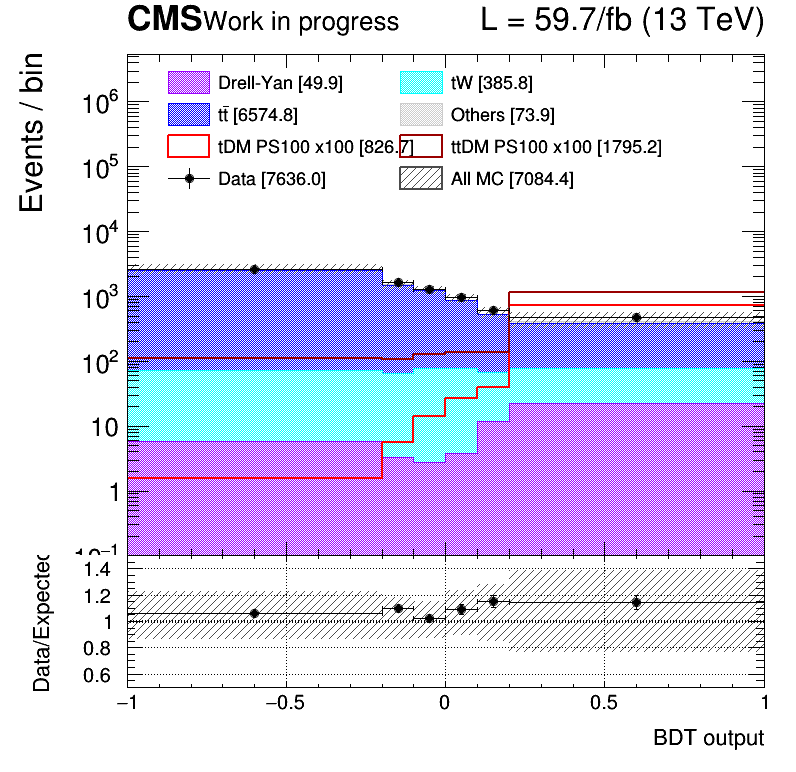 CMS Work in progress L = 59.7/fb (13 TeV)
Events / bin
Drell-Yan [49.9] tW [385.8]
tt̄ [6574.8] Others [73.9]
tDM PS100 x100 [826.7] ttDM PS100 x100 [1795.2]
Data [7636.0] All MC [7084.4]
10⁶
10⁵
10⁴
10³
10²
10
1
10⁻¹
Data/Expected
1.4
1.2
1
0.8
0.6
−1 −0.5 0 0.5 1
BDT output